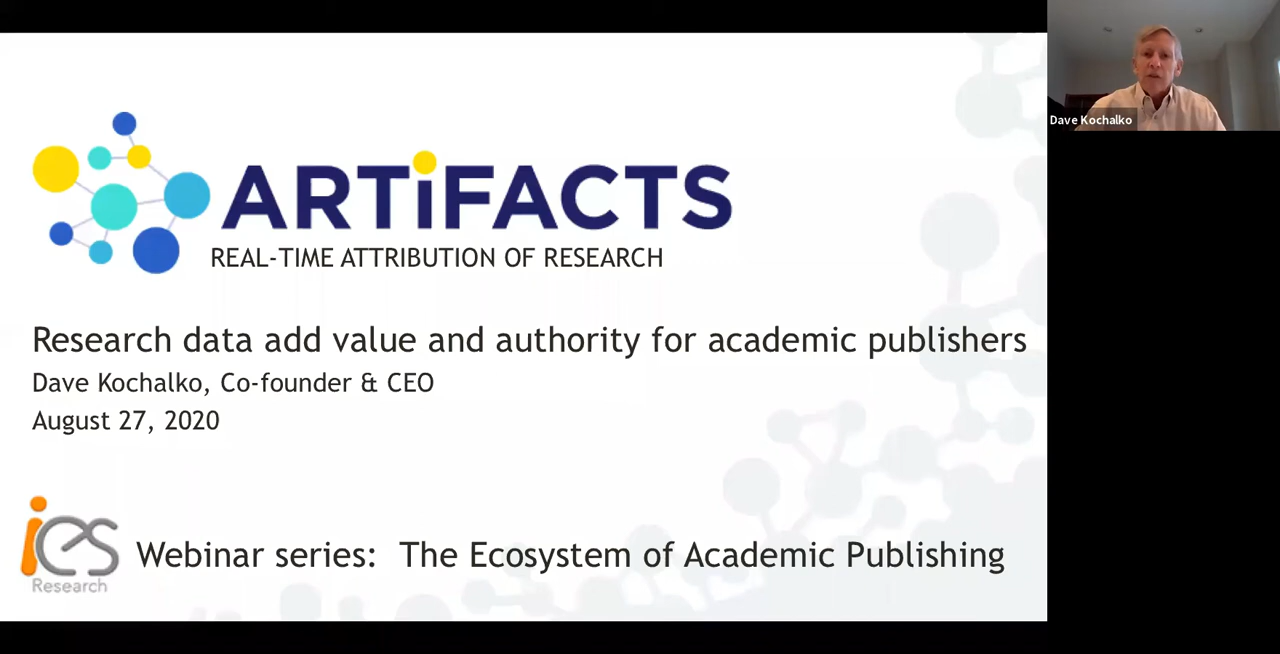 ARTiFACTS
REAL-TIME ATTRIBUTION OF RESEARCH
Research data add value and authority for academic publishers
Dave Kochalko, Co-founder & CEO
August 27, 2020
ies
Research
Webinar series: The Ecosystem of Academic Publishing
Dave Kochalko